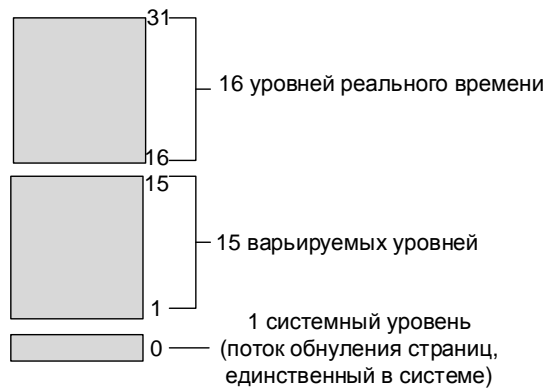 31
16 уровней реального времени
16
15
15 варьируемых уровней
1
1 системный уровень
0
(поток обнуления страниц,
единственный в системе)